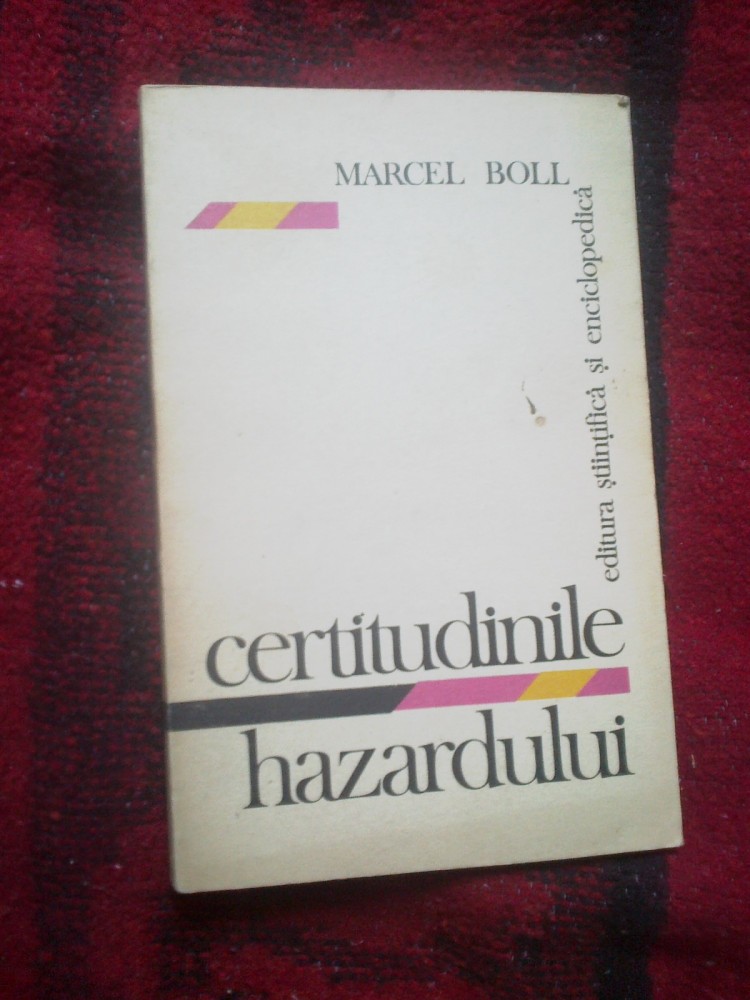 MARCEL BOLL
editura științifică și enciclopedică
certitudinile
hazardului